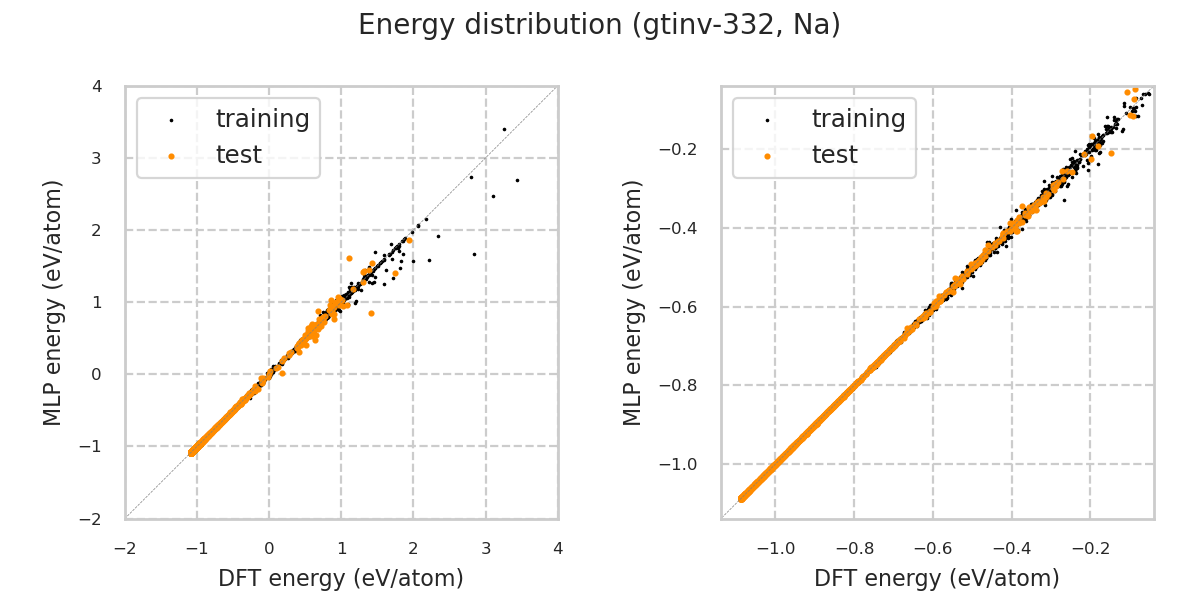 Energy distribution (gtinv-332, Na)
training
test
4
3
2
1
0
−1
−2
−2
−1
0
1
2
3
4
MLP energy (eV/atom)
DFT energy (eV/atom)
training
test
−0.2
−0.4
−0.6
−0.8
−1.0
−1.0
−0.8
−0.6
−0.4
−0.2
MLP energy (eV/atom)
DFT energy (eV/atom)